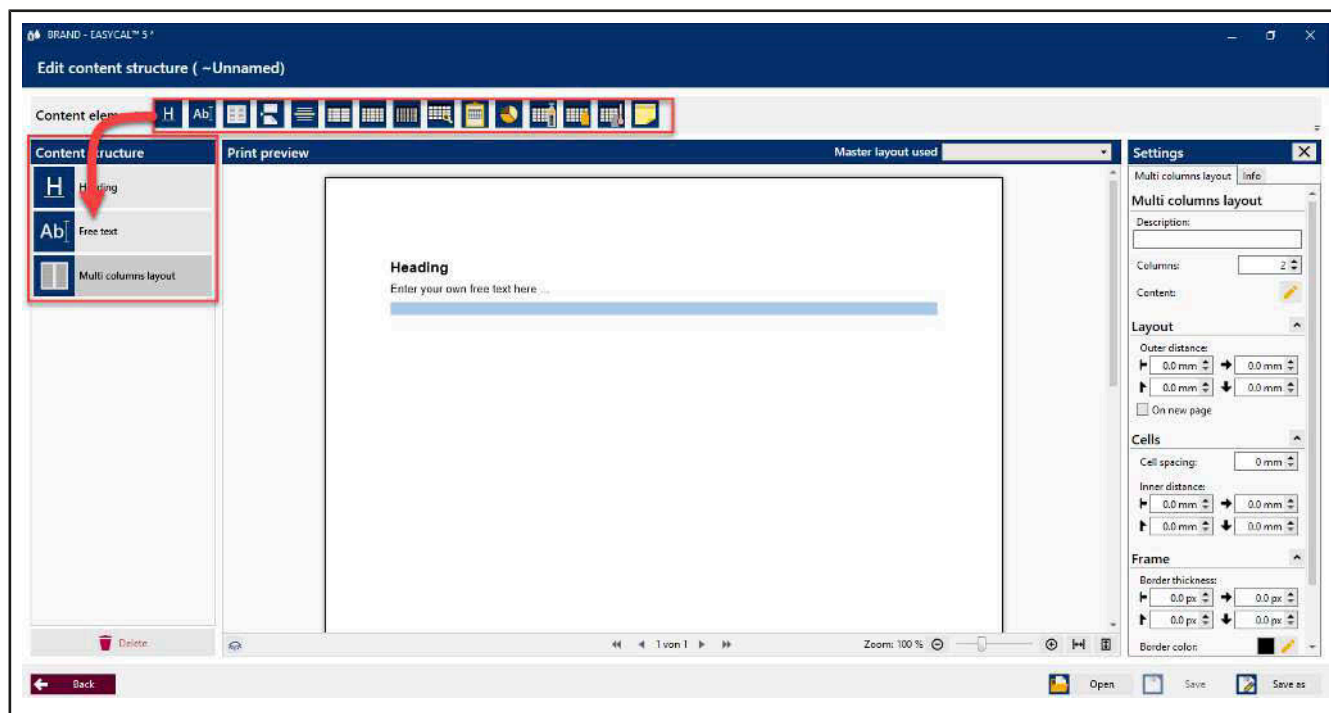 BRAND - EASYCAL™ 5 *
Edit content structure ( ~Unnamed)
H Ab
Content structure
Print preview
Master layout used
Settings
H
Ab Free text
Multi columns layout
Heading
Enter your own free text here ...
Multi columns layout Info
Multi columns layout
Description:
Columns: 2
Content:
Layout
Outer distance:
0.0 mm 0.0 mm
0.0 mm 0.0 mm
On new page
Cells
Cell spacing: 0 mm
Inner distance:
0.0 mm 0.0 mm
0.0 mm 0.0 mm
Frame
Border thickness:
0.0 px 0.0 px
0.0 px 0.0 px
Border color:
Delete
1 von 1
Zoom: 100 %
Back
Open
Save
Save as